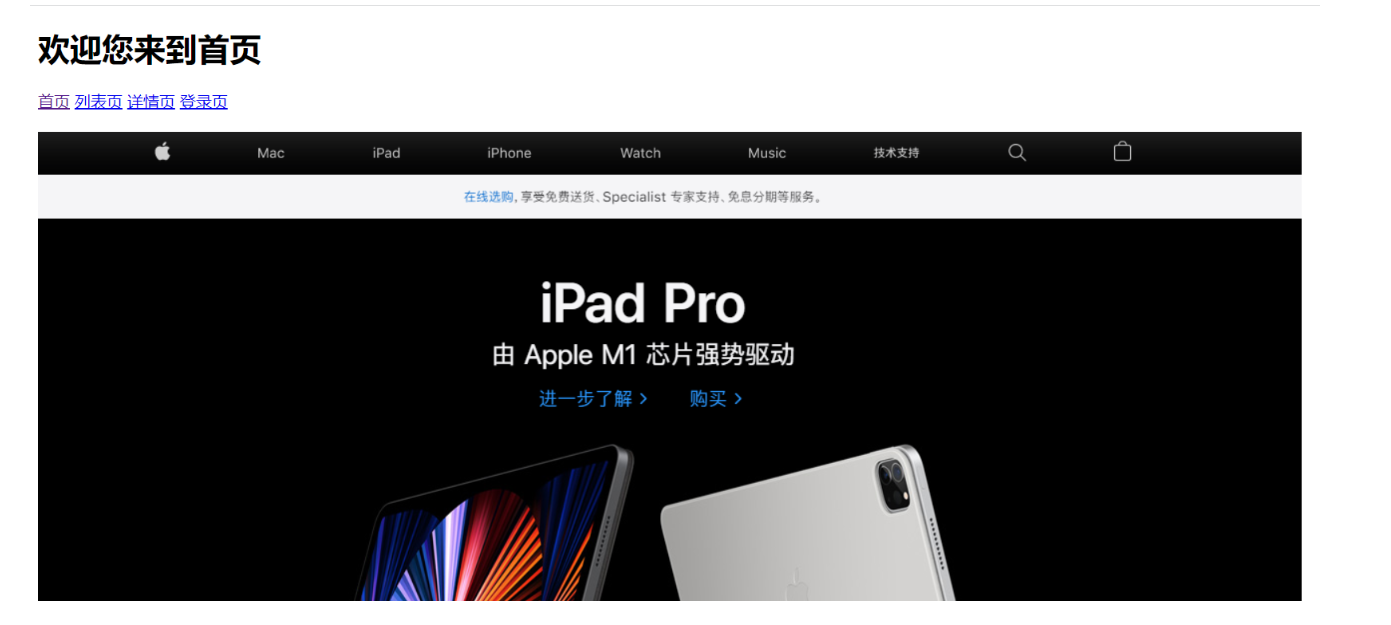 欢迎您来到首页
首页 列表页 详情页 登录页
Mac iPad iPhone Watch Music 技术支持
在线选购, 享受免费送货、Specialist 专家支持、免息分期等服务。
iPad Pro
由 Apple M1 芯片强势驱动
进一步了解 > 购买 >